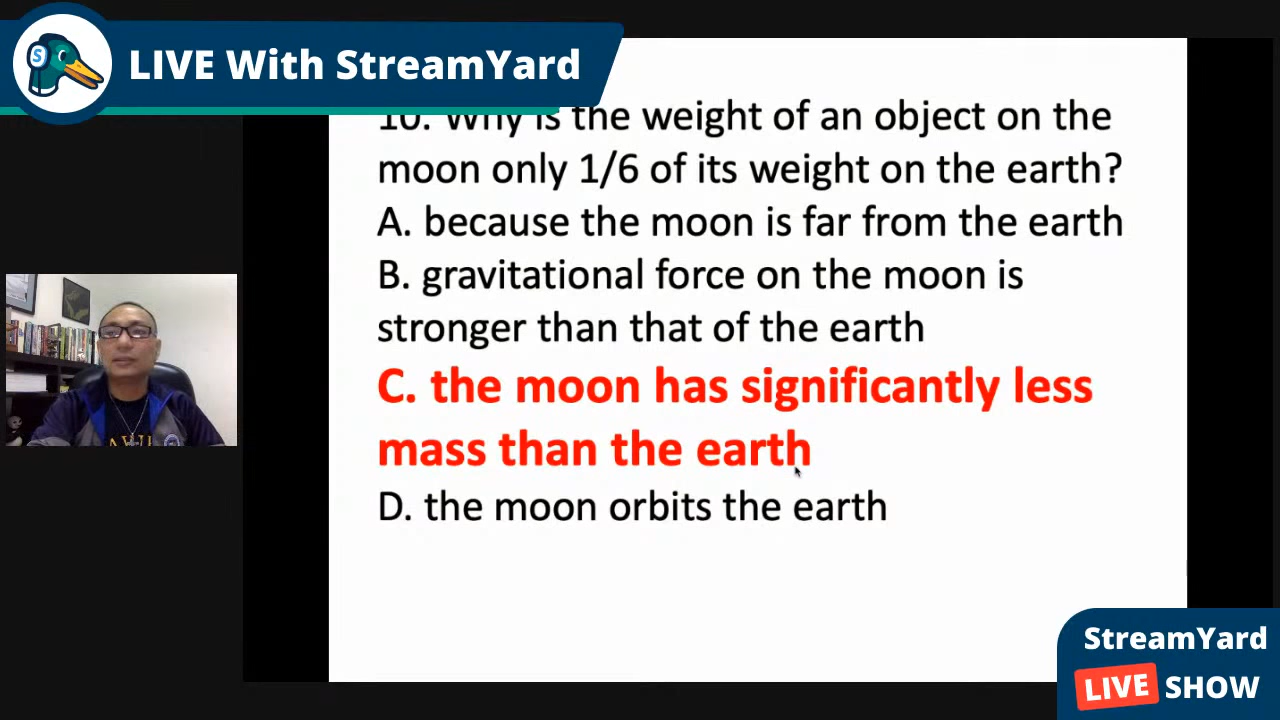 LIVE With StreamYard
10. Why is the weight of an object on the
moon only 1/6 of its weight on the earth?
A. because the moon is far from the earth
B. gravitational force on the moon is
stronger than that of the earth
C. the moon has significantly less
mass than the earth
D. the moon orbits the earth
StreamYard
LIVE SHOW